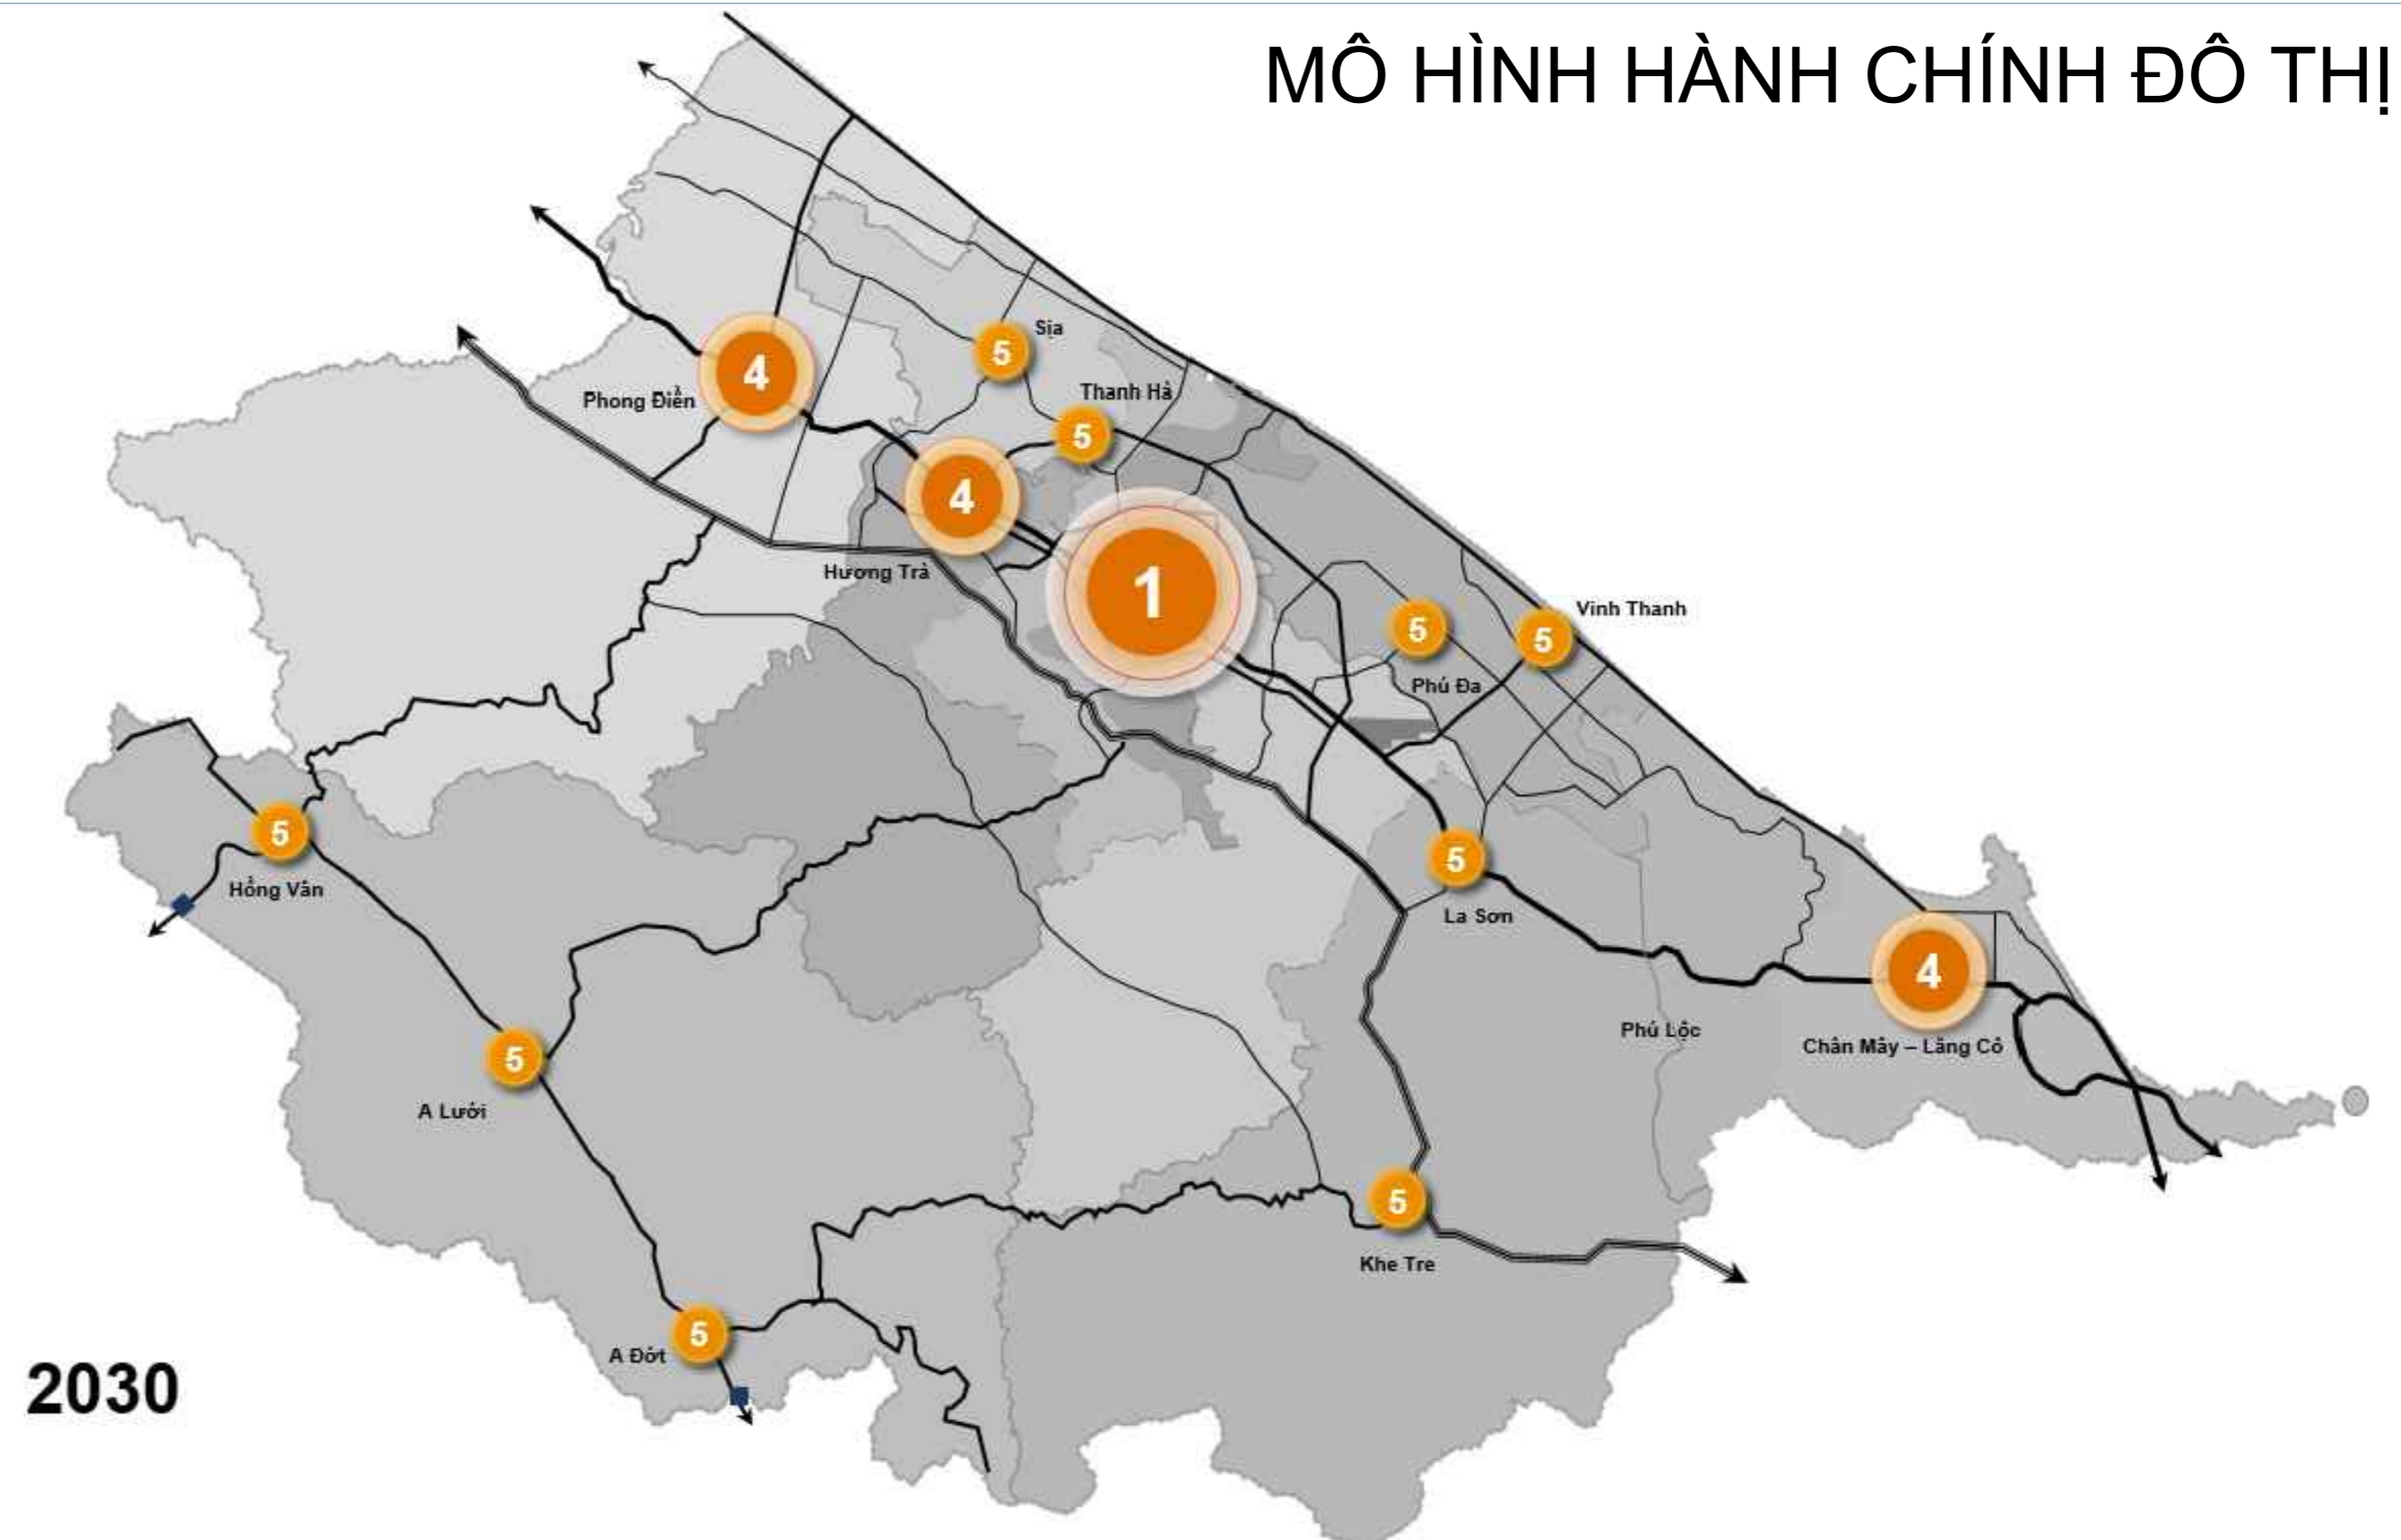 MÔ HÌNH HÀNH CHÍNH ĐÔ THỊ
5
Sịa
4
Phong Điền
Thanh Hà
5
4
Hương Trà
1
5
Phú Đa
5
Vinh Thanh
5
Hồng Vân
5
La Sơn
4
Chân Mây – Lăng Cô
Phú Lộc
5
A Lưới
5
Khe Tre
5
A Đớt
2030